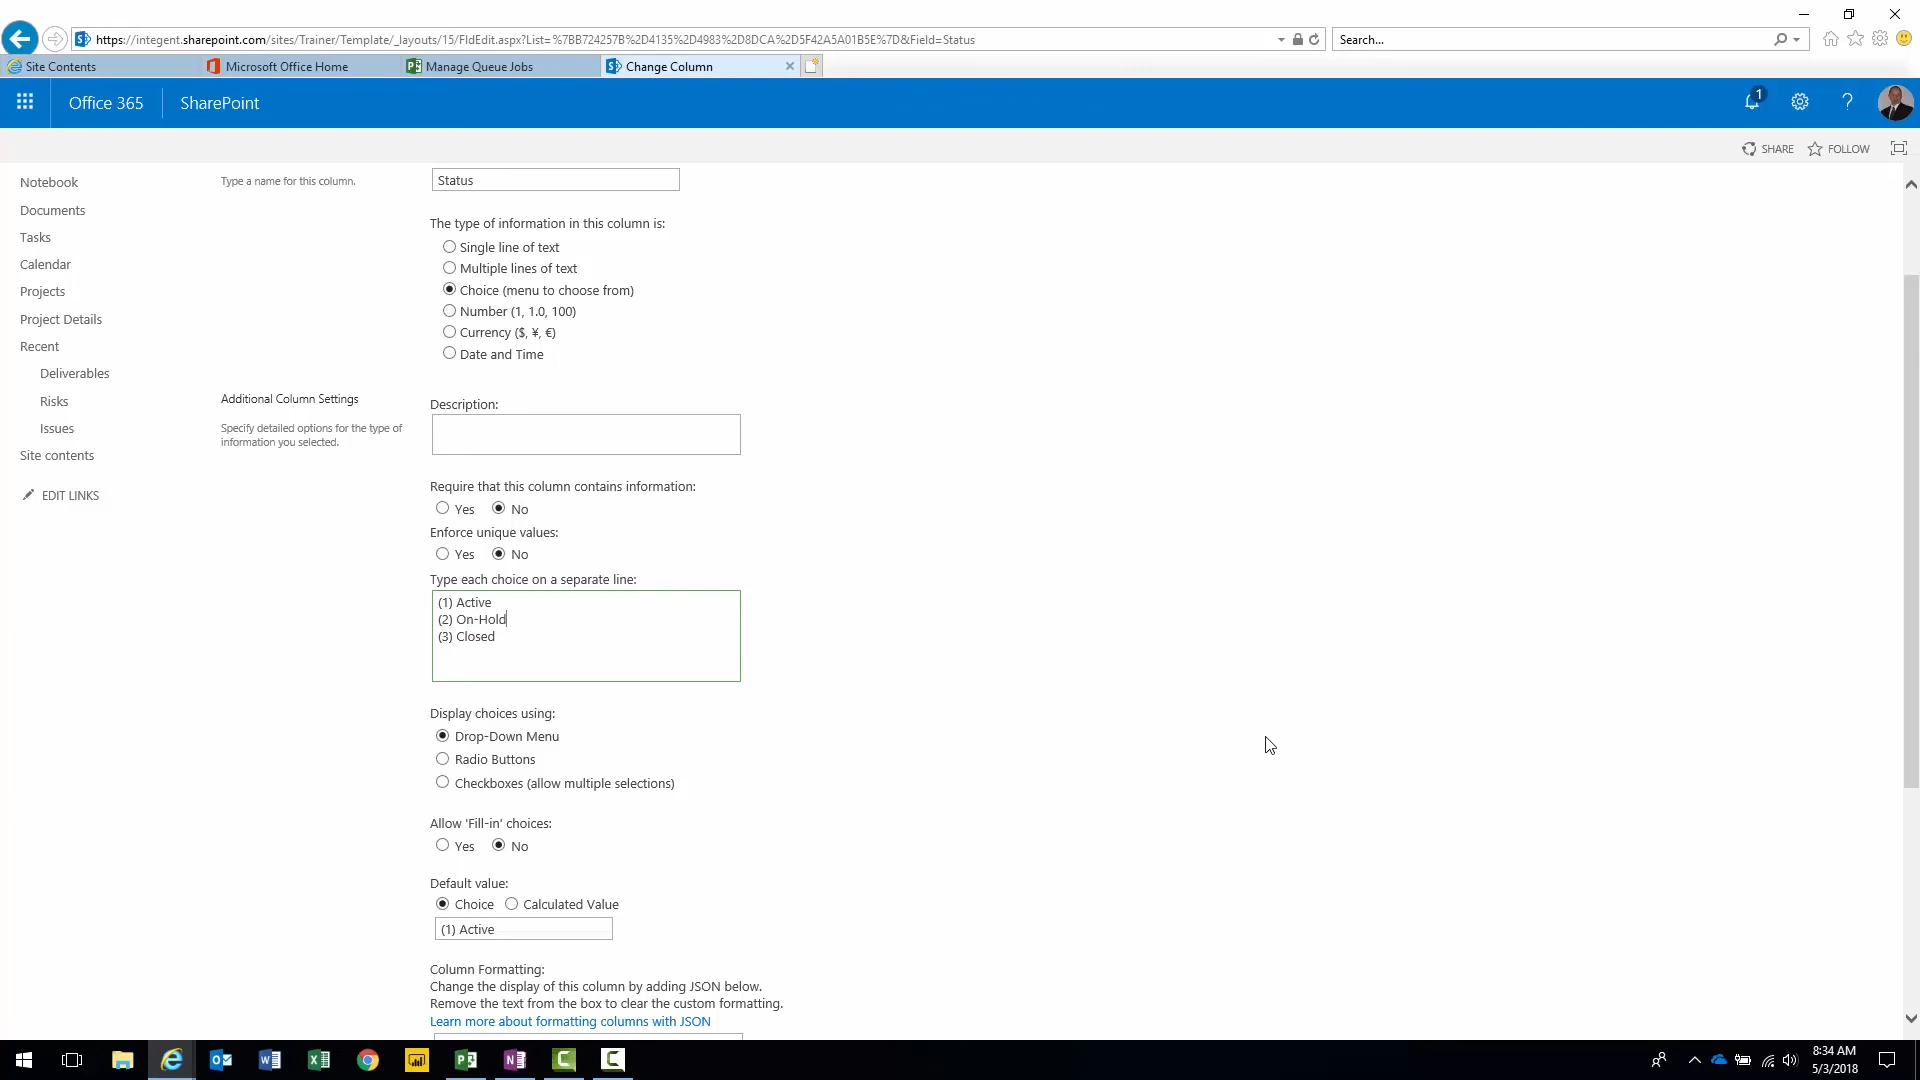 https://integent.sharepoint.com/sites/Trainer/Template/_layouts/15/FldEdit.aspx?List=%7BB724257B%2D4135%2D4983%2D8DCA%2D5F42A5A01B5E%7D&Field=Status
Search...
Site Contents
Microsoft Office Home
Manage Queue Jobs
Change Column
Office 365
SharePoint
1
?
SHARE
FOLLOW
Notebook
Documents
Tasks
Calendar
Projects
Project Details
Recent
Deliverables
Risks
Issues
Site contents
EDIT LINKS
Type a name for this column.
Status
The type of information in this column is:
Single line of text
Multiple lines of text
Choice (menu to choose from)
Number (1, 1.0, 100)
Currency ($, ¥, €)
Date and Time
Additional Column Settings
Specify detailed options for the type of
information you selected.
Description:
Require that this column contains information:
Yes No
Enforce unique values:
Yes No
Type each choice on a separate line:
(1) Active
(2) On-Hold
(3) Closed
Display choices using:
Drop-Down Menu
Radio Buttons
Checkboxes (allow multiple selections)
Allow 'Fill-in' choices:
Yes No
Default value:
Choice Calculated Value
(1) Active
Column Formatting:
Change the display of this column by adding JSON below.
Remove the text from the box to clear the custom formatting.
Learn more about formatting columns with JSON
8:34 AM
5/3/2018